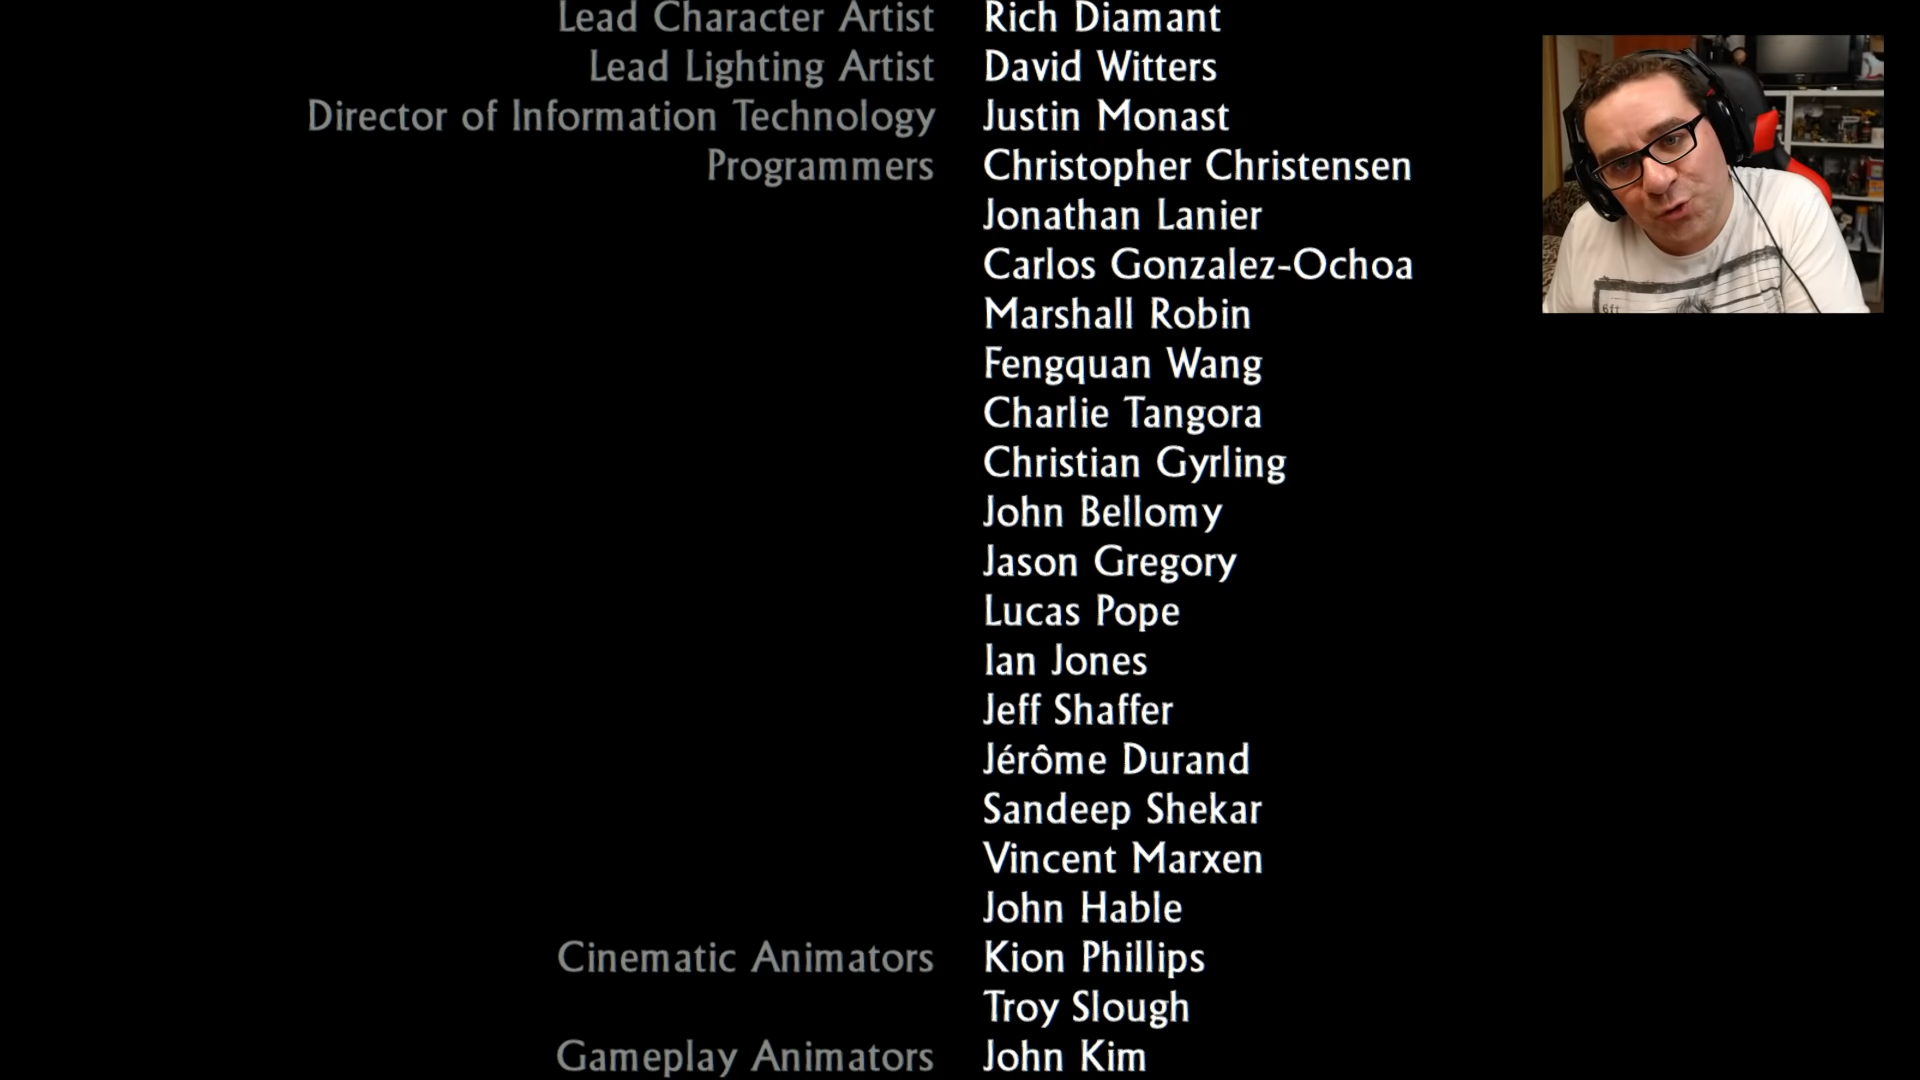 Lead Character Artist Rich Diamant
Lead Lighting Artist David Witters
Director of Information Technology Justin Monast
Programmers Christopher Christensen
Jonathan Lanier
Carlos Gonzalez-Ochoa
Marshall Robin
Fengquan Wang
Charlie Tangora
Christian Gyrling
John Bellomy
Jason Gregory
Lucas Pope
Ian Jones
Jeff Shaffer
Jérôme Durand
Sandeep Shekar
Vincent Marxen
John Hable
Cinematic Animators Kion Phillips
Troy Slough
Gameplay Animators John Kim
6ft